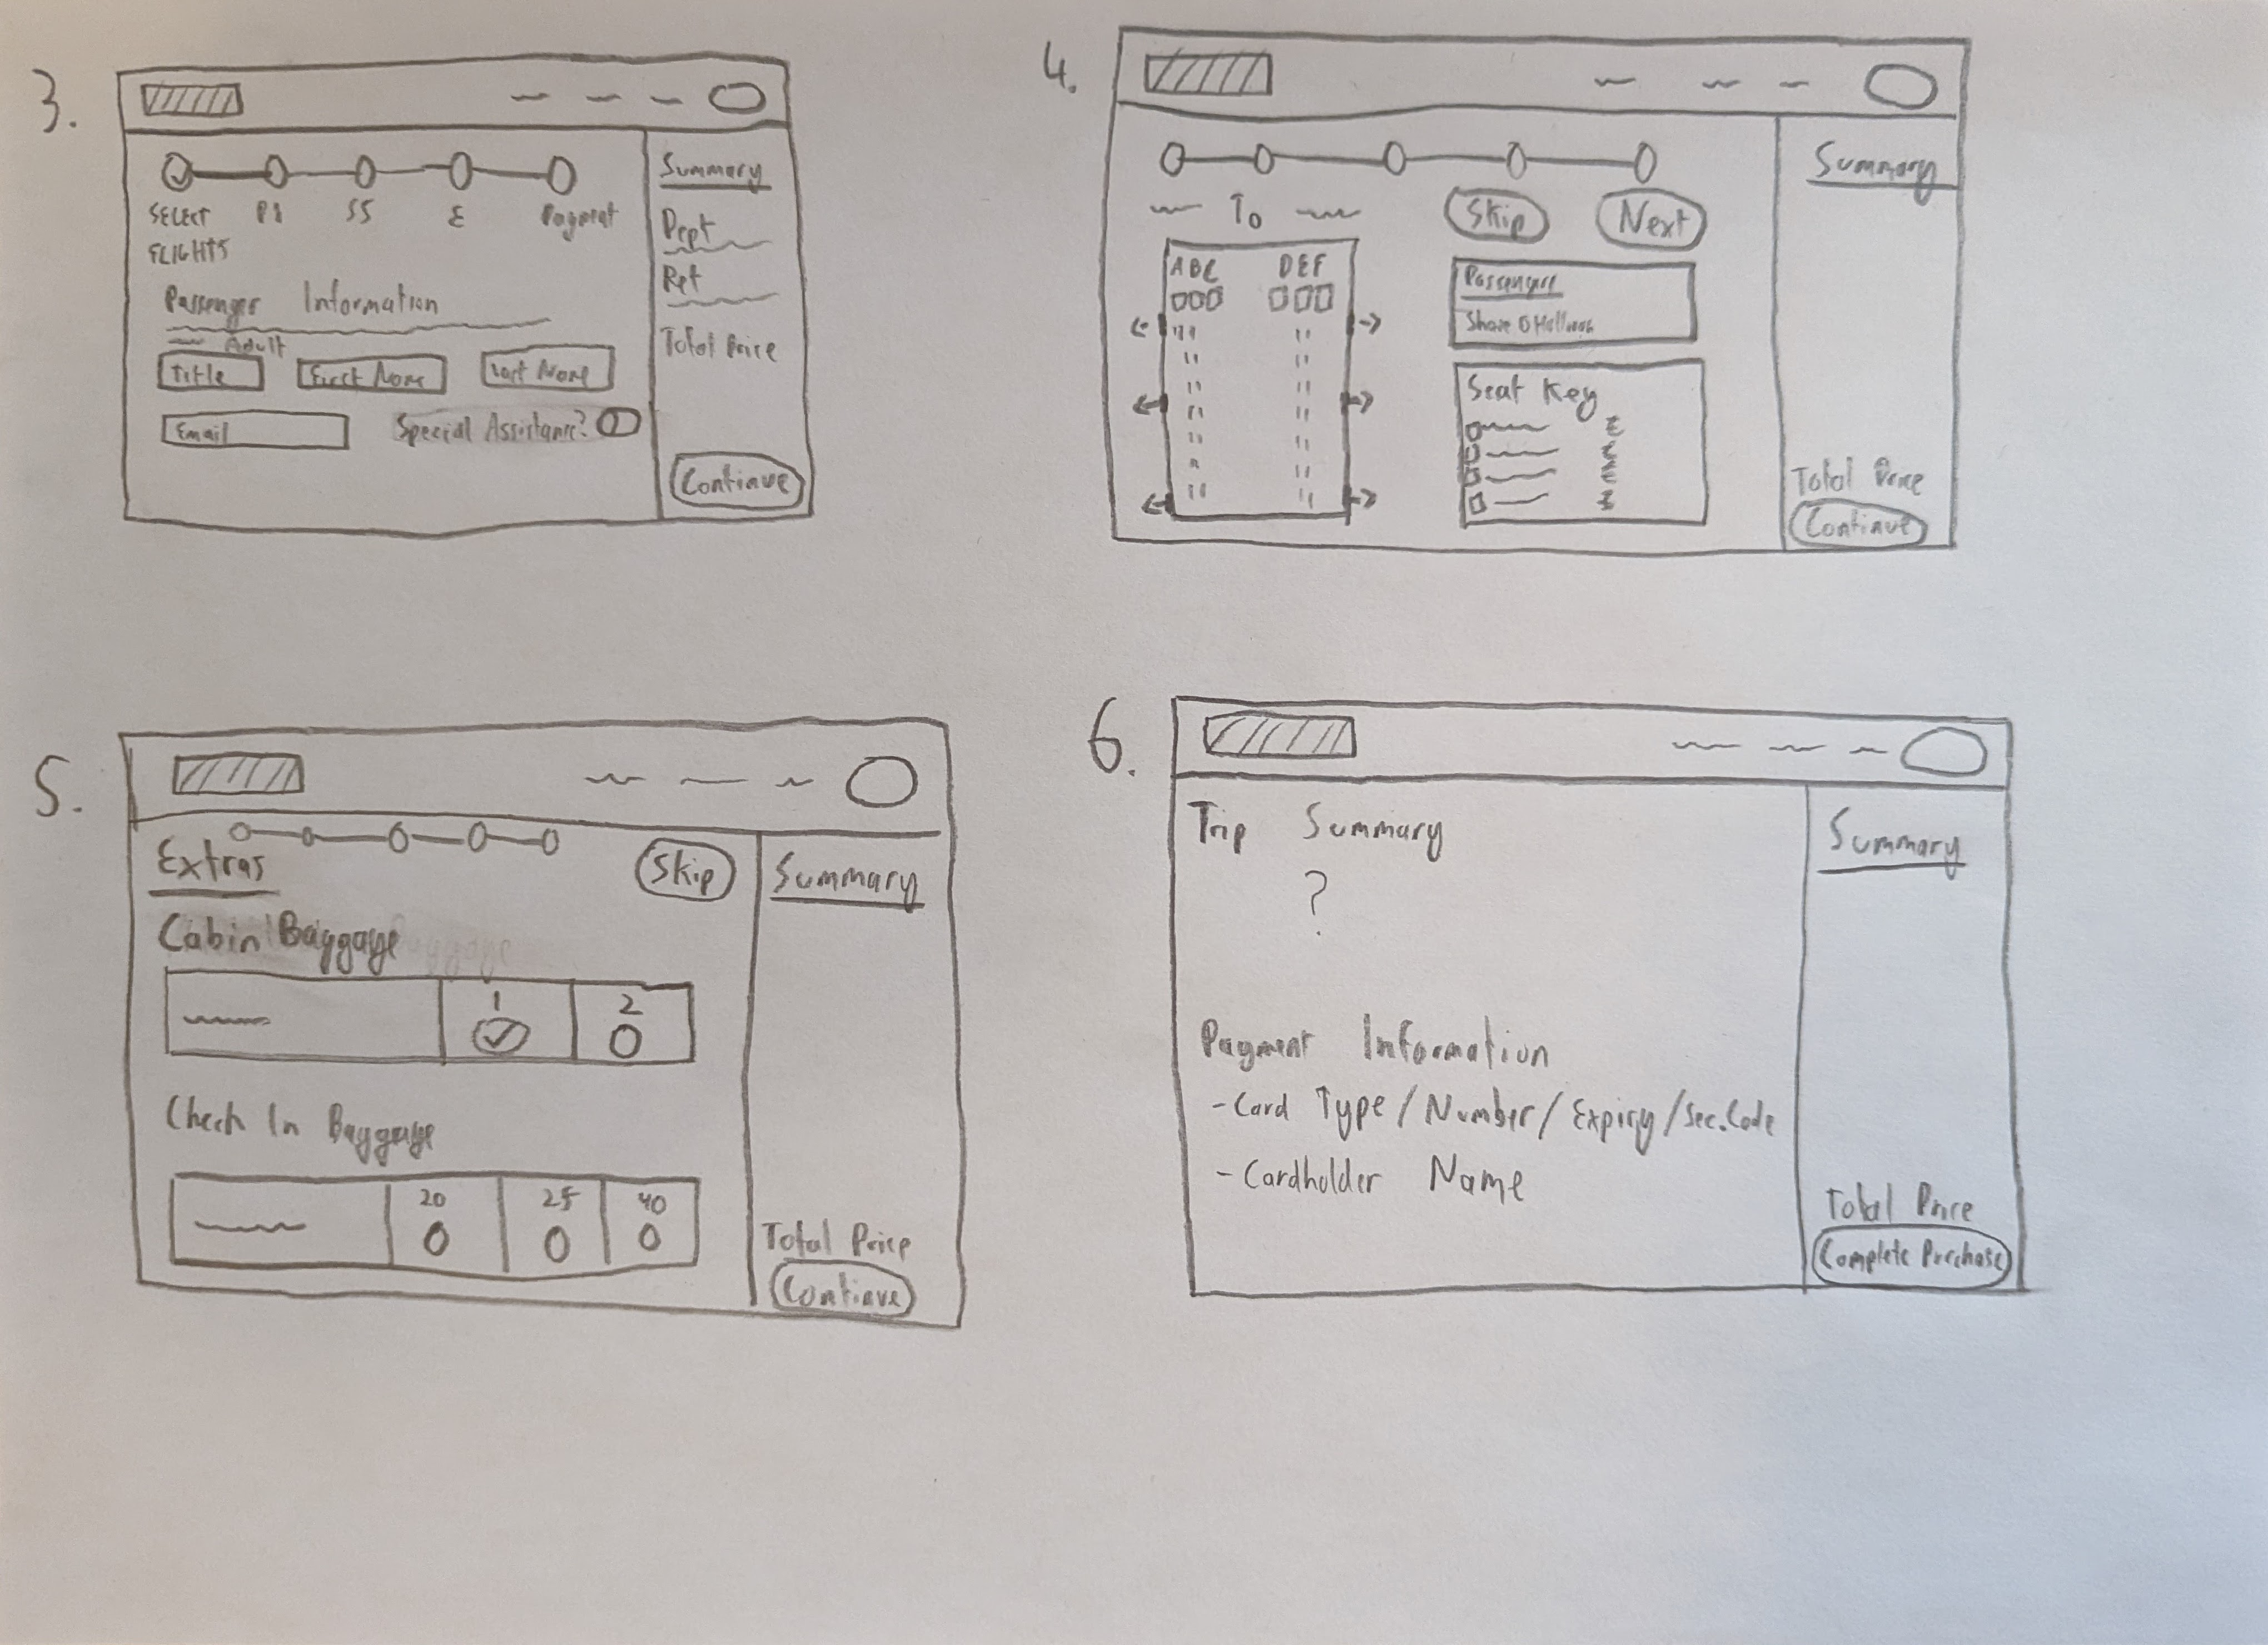 3.
SELECT
FLIGHTS
PI
SS
E
Payment
Passenger Information
Adult
Title
First Name
Last Name
Email
Special Assistance?
Summary
Dept
Ret
Total Price
Continue
4.
To
Skip
Next
ABC
DEF
Passengers
Shane
Seat Key
Summary
Total Price
Continue
5.
Extras
Skip
Cabin Baggage
1
2
Check In Baggage
20
25
40
Summary
Total Price
Continue
6.
Trip Summary
?
Payment Information
- Card Type / Number / Expiry / Sec. Code
- Cardholder Name
Summary
Total Price
Complete Purchase